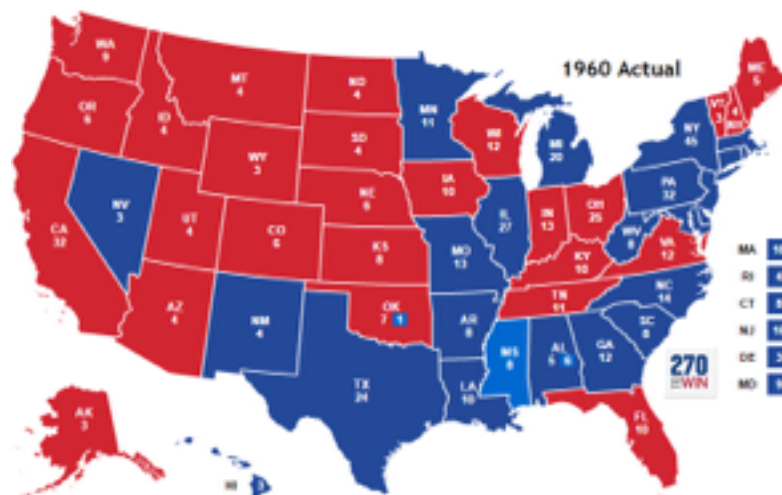 1960 Actual
WA
9
OR
6
CA
32
NV
3
ID
4
MT
4
WY
3
UT
4
AZ
4
CO
6
NM
4
ND
4
SD
4
NE
6
KS
8
OK
7 1
TX
24
MN
11
IA
10
MO
13
AR
8
LA
10
WI
12
IL
27
MS
8
MI
20
IN
13
OH
25
KY
10
TN
11
AL
5 6
GA
12
FL
10
SC
8
NC
14
VA
12
WV
8
PA
32
NY
45
VT
3
4
NH
ME
5
MA
RI
CT
NJ
DE
MD
270
WIN
AK
3
HI 3